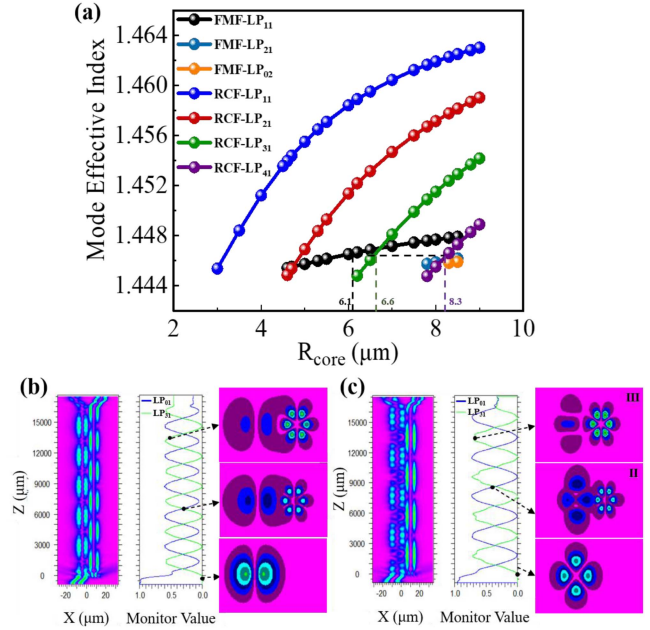 (a)
FMF-LP11
FMF-LP21
FMF-LP02
RCF-LP11
RCF-LP21
RCF-LP31
RCF-LP41
Mode Effective Index
1.464
1.460
1.456
1.452
1.448
1.444
6.1
6.6
8.3
2 4 6 8 10
Rcore (μm)
(b)
LP01
LP31
Z (μm)
15000
12000
9000
6000
3000
0
-20 0 20
1.0 0.5 0.0
X (μm) Monitor Value
(c)
LP01
LP31
III
II
Z (μm)
15000
12000
9000
6000
3000
0
-20 0 20
1.0 0.5 0.0
X (μm) Monitor Value